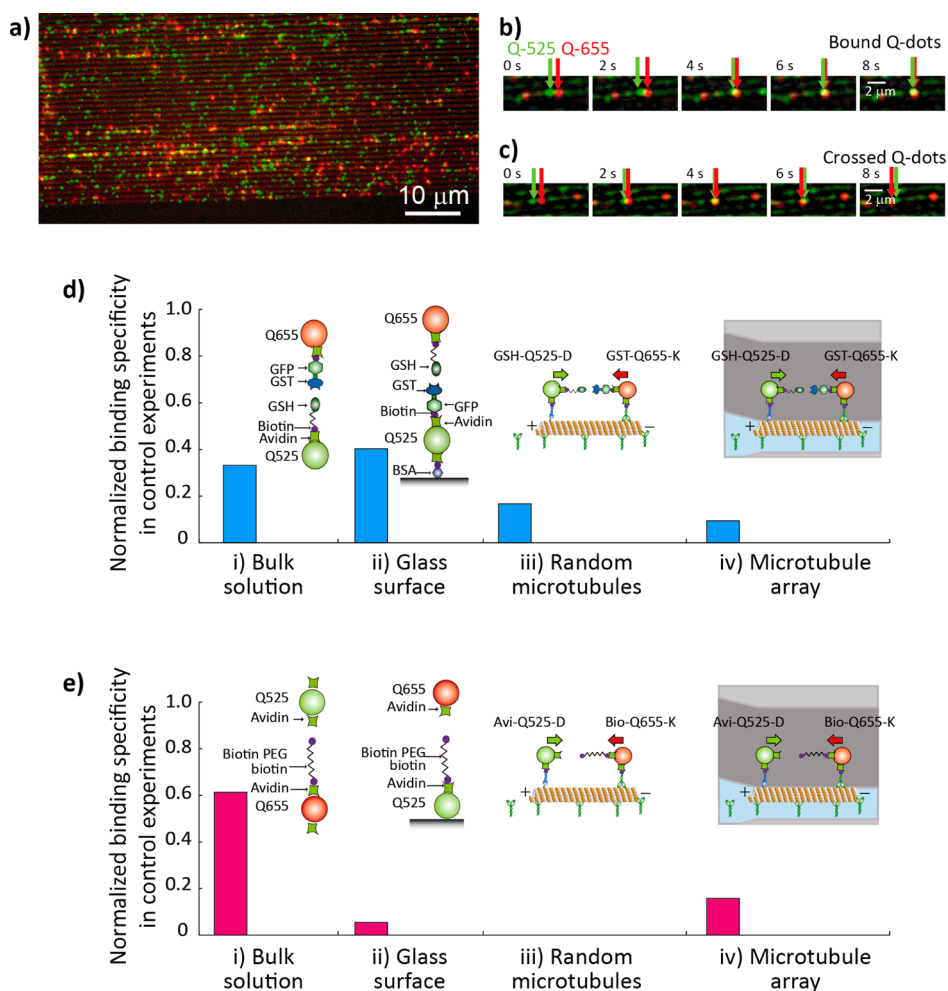 a)
10 μm
b)
Q-525 Q-655
Bound Q-dots
0 s
2 s
4 s
6 s
8 s
2 μm
c)
Crossed Q-dots
0 s
2 s
4 s
6 s
8 s
2 μm
d)
Normalized binding specificity
in control experiments
1.0
0.8
0.6
0.4
0.2
0
Q655
GFP
GST
GSH
Biotin
Avidin
Q525
Q655
GSH
GST
Biotin
GFP
Avidin
Q525
BSA
GSH-Q525-D
GST-Q655-K
+
−
GSH-Q525-D
GST-Q655-K
+
−
i) Bulk
solution
ii) Glass
surface
iii) Random
microtubules
iv) Microtubule
array
e)
Normalized binding specificity
in control experiments
1.0
0.8
0.6
0.4
0.2
0
Q525
Avidin
Biotin PEG
biotin
Avidin
Q655
Q655
Avidin
Biotin PEG
biotin
Avidin
Q525
Avi-Q525-D
Bio-Q655-K
+
−
Avi-Q525-D
Bio-Q655-K
+
−
i) Bulk
solution
ii) Glass
surface
iii) Random
microtubules
iv) Microtubule
array